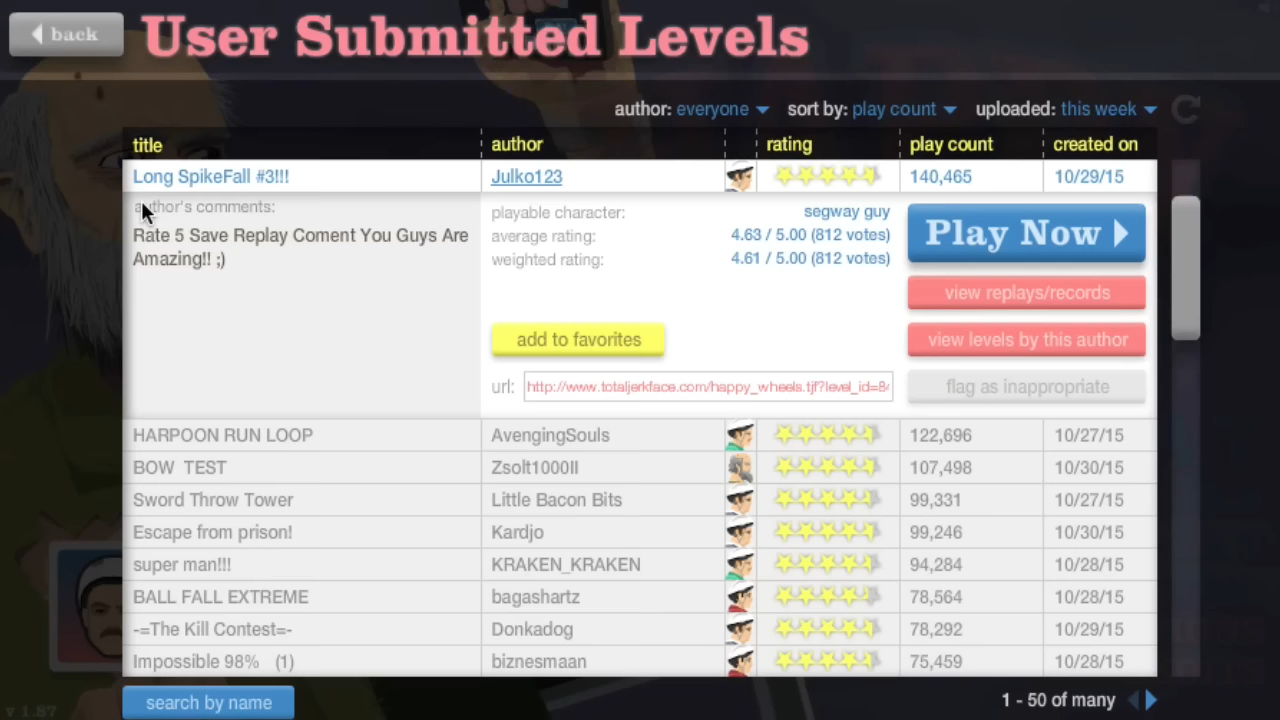 back
User Submitted Levels
author: everyone sort by: play count uploaded: this week
title author rating play count created on
Long SpikeFall #3!!! Julko123 140,465 10/29/15
author's comments:
Rate 5 Save Replay Coment You Guys Are
Amazing!! ;)
playable character: segway guy
average rating: 4.63 / 5.00 (812 votes)
weighted rating: 4.61 / 5.00 (812 votes)
add to favorites
url: http://www.totaljerkface.com/happy_wheels.tjf?level_id=84
Play Now
view replays/records
view levels by this author
flag as inappropriate
HARPOON RUN LOOP AvengingSouls 122,696 10/27/15
BOW TEST Zsolt1000II 107,498 10/30/15
Sword Throw Tower Little Bacon Bits 99,331 10/27/15
Escape from prison! Kardjo 99,246 10/30/15
super man!!! KRAKEN_KRAKEN 94,284 10/28/15
BALL FALL EXTREME bagashartz 78,564 10/28/15
-=The Kill Contest=- Donkadog 78,292 10/29/15
Impossible 98% (1) biznesmaan 75,459 10/28/15
search by name
1 - 50 of many
v 1.87